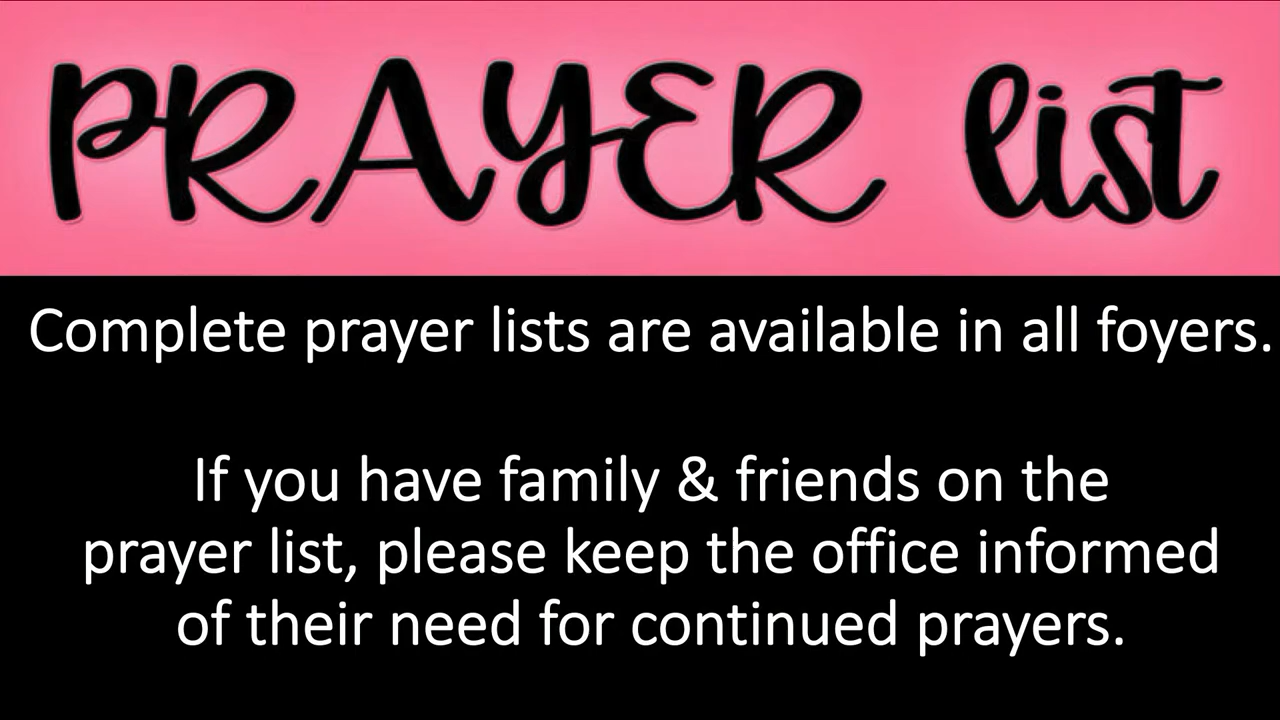 PRAYER list
Complete prayer lists are available in all foyers.
If you have family & friends on the
prayer list, please keep the office informed
of their need for continued prayers.